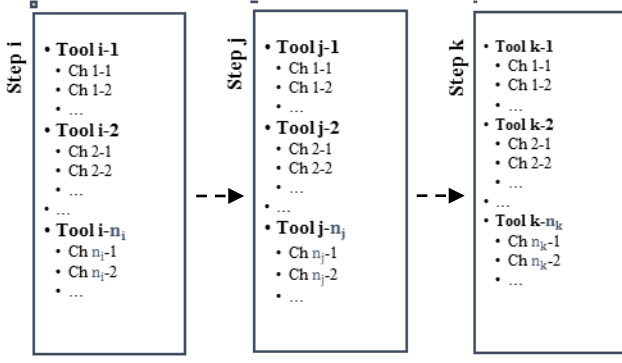 Step i
• Tool i-1
• Ch 1-1
• Ch 1-2
• ...
• Tool i-2
• Ch 2-1
• Ch 2-2
• ...
• ...
• Tool i-nᵢ
• Ch nᵢ-1
• Ch nᵢ-2
• ...
Step j
• Tool j-1
• Ch 1-1
• Ch 1-2
• ...
• Tool j-2
• Ch 2-1
• Ch 2-2
• ...
• ...
• Tool j-nⱼ
• Ch nⱼ-1
• Ch nⱼ-2
• ...
Step k
• Tool k-1
• Ch 1-1
• Ch 1-2
• ...
• Tool k-2
• Ch 2-1
• Ch 2-2
• ...
• ...
• Tool k-nₖ
• Ch nₖ-1
• Ch nₖ-2
• ...